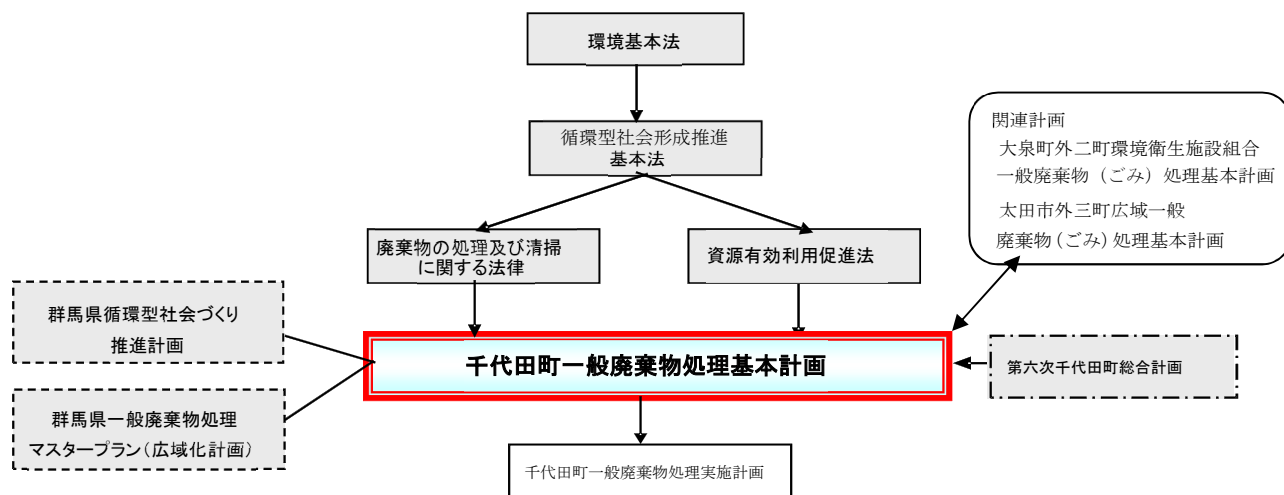 環境基本法
循環型社会形成推進
基本法
関連計画
大泉町外二町環境衛生施設組合
一般廃棄物（ごみ）処理基本計画
太田市外三町広域一般
廃棄物（ごみ）処理基本計画
廃棄物の処理及び清掃
に関する法律
資源有効利用促進法
群馬県循環型社会づくり
推進計画
千代田町一般廃棄物処理基本計画
第六次千代田町総合計画
群馬県一般廃棄物処理
マスタープラン（広域化計画）
千代田町一般廃棄物処理実施計画